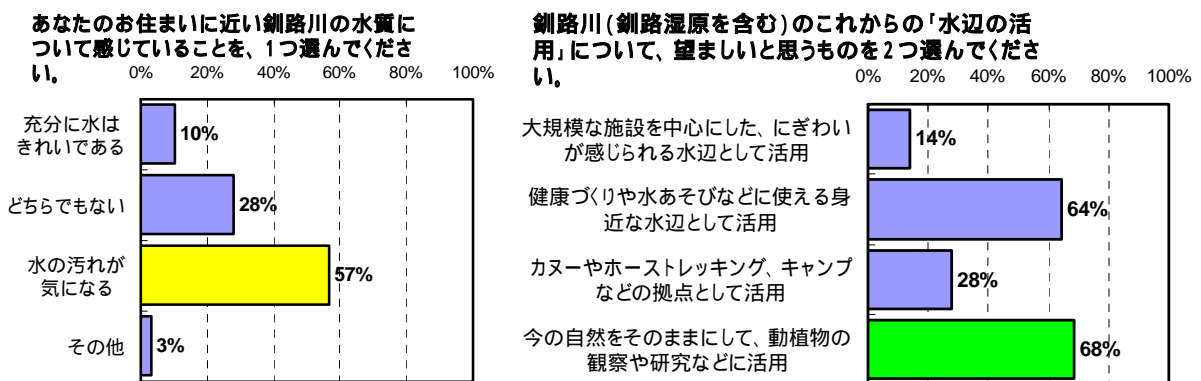 あなたのお住まいに近い釧路川の水質に
ついて感じていることを、1つ選んでくださ
い。
0% 20% 40% 60% 80% 100%
充分に水は
きれいである
10%
どちらでもない
28%
水の汚れが
気になる
57%
その他
3%
釧路川(釧路湿原を含む)のこれからの「水辺の活
用」について、望ましいと思うものを2つ選んでくださ
い。
0% 20% 40% 60% 80% 100%
大規模な施設を中心にした、にぎわい
が感じられる水辺として活用
14%
健康づくりや水あそびなどに使える身
近な水辺として活用
64%
カヌーやホーストレッキング、キャンプ
などの拠点として活用
28%
今の自然をそのままにして、動植物の
観察や研究などに活用
68%